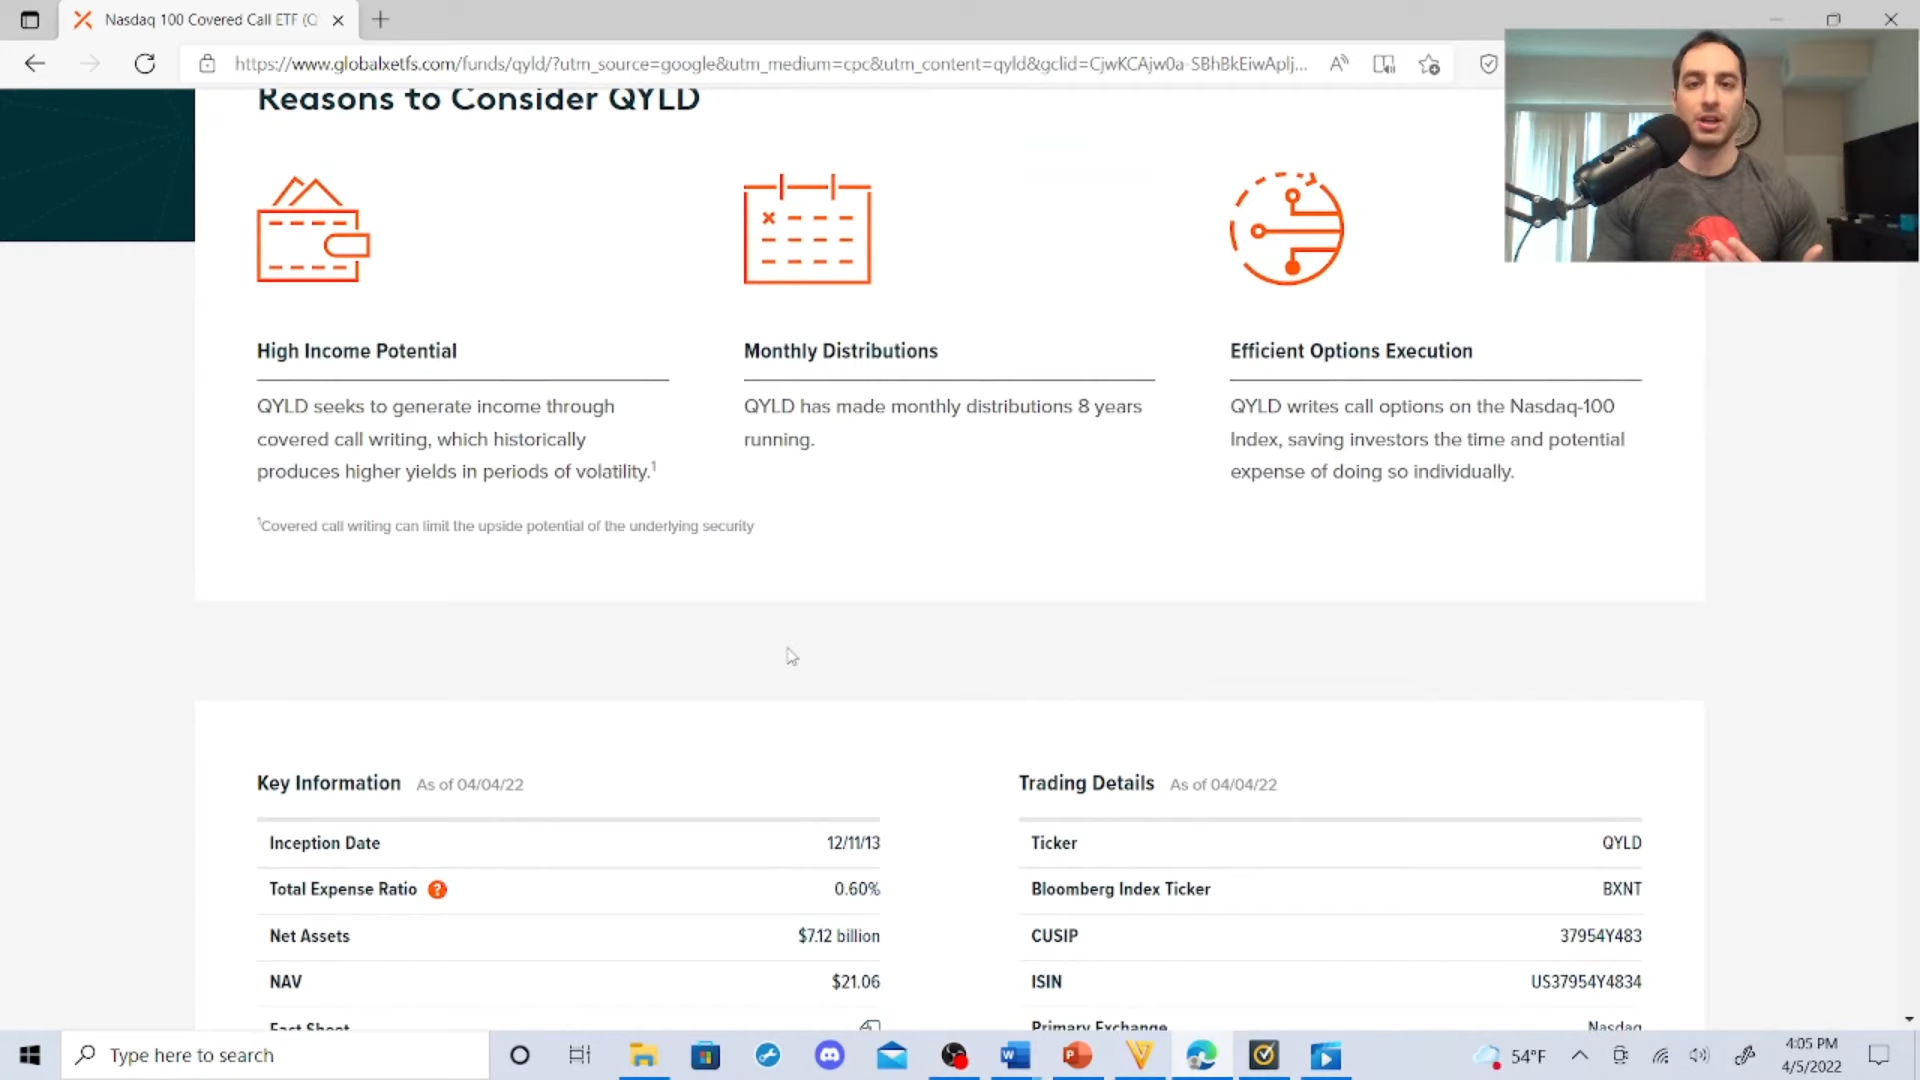 Nasdaq 100 Covered Call ETF (Q
https://www.globalxetfs.com/funds/qyld/?utm_source=google&utm_medium=cpc&utm_content=qyld&gclid=CjwKCAjw0a-SBhBkEiwAplj...
Reasons to Consider QYLD
High Income Potential
QYLD seeks to generate income through
covered call writing, which historically
produces higher yields in periods of volatility.¹
Monthly Distributions
QYLD has made monthly distributions 8 years
running.
Efficient Options Execution
QYLD writes call options on the Nasdaq-100
Index, saving investors the time and potential
expense of doing so individually.
¹Covered call writing can limit the upside potential of the underlying security
Key Information As of 04/04/22
Inception Date 12/11/13
Total Expense Ratio ? 0.60%
Net Assets $7.12 billion
NAV $21.06
Fact Sheet
Trading Details As of 04/04/22
Ticker QYLD
Bloomberg Index Ticker BXNT
CUSIP 37954Y483
ISIN US37954Y4834
Primary Exchange Nasdaq
Type here to search
54°F
4:05 PM
4/5/2022